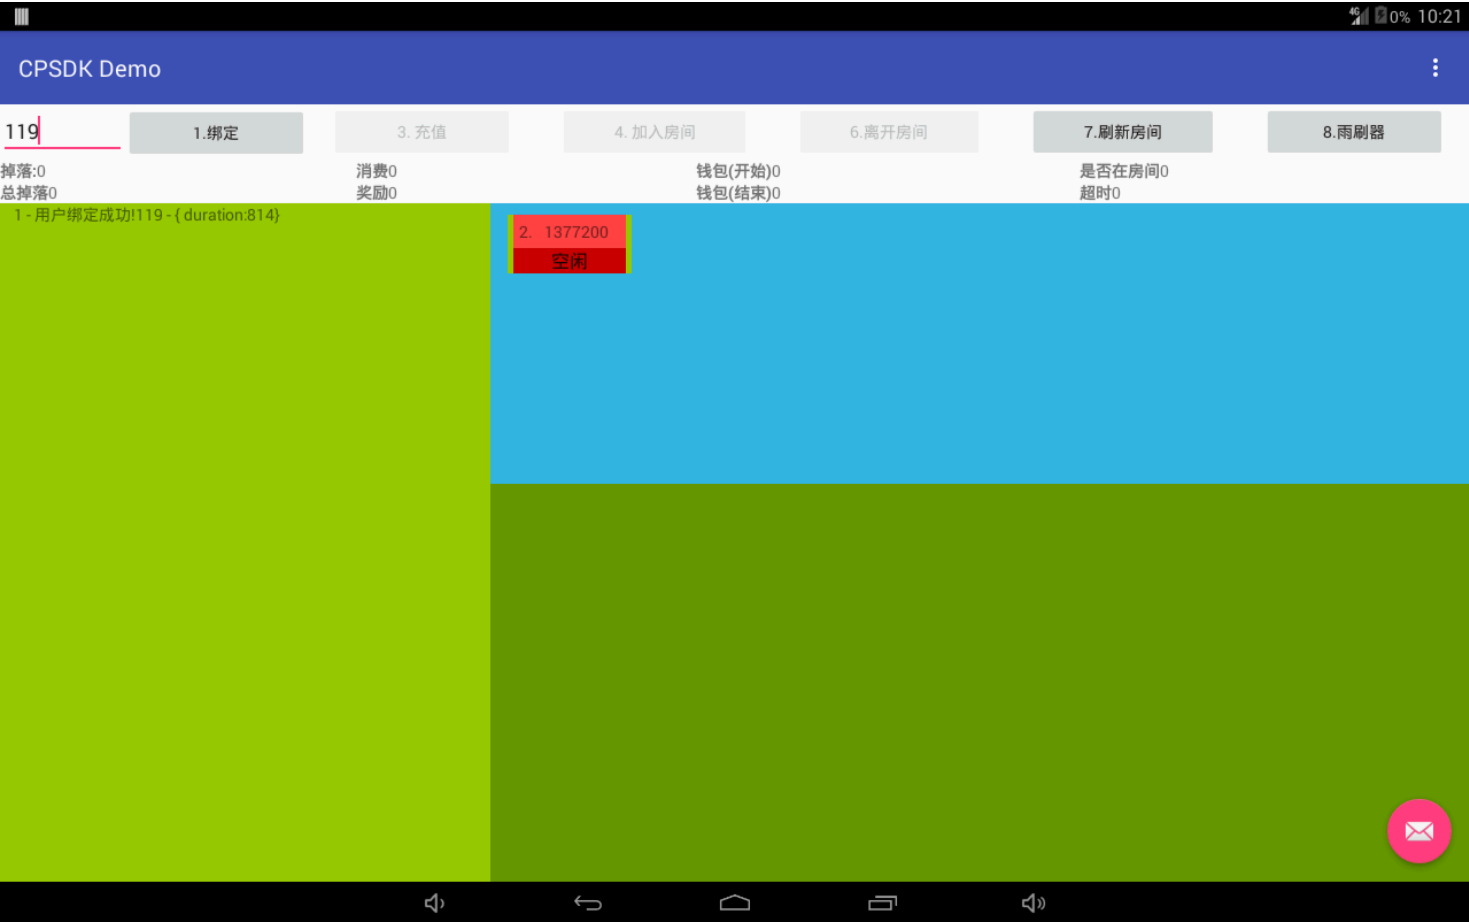 4G 0% 10:21
CPSDK Demo
119 1.绑定 3. 充值 4. 加入房间 6.离开房间 7.刷新房间 8.雨刷器
掉落:0 消费0 钱包(开始)0 是否在房间0
总掉落0 奖励0 钱包(结束)0 超时0
1 - 用户绑定成功!119 - { duration:814}
2. 1377200
空闲